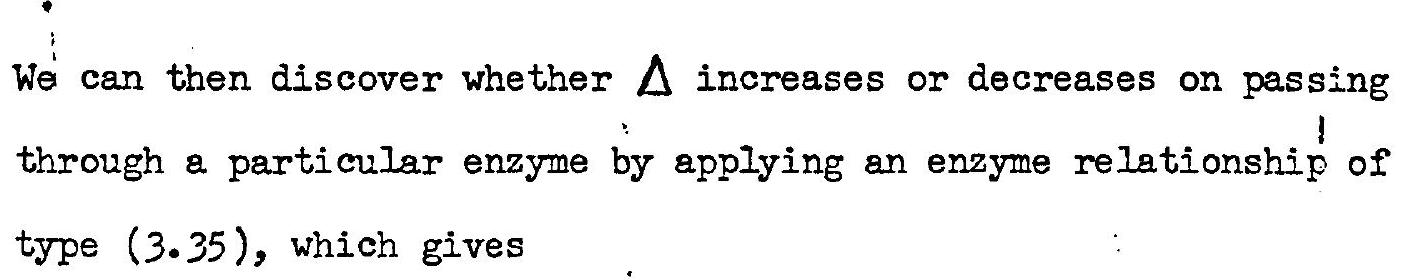 We can then discover whether Δ increases or decreases on passing
through a particular enzyme by applying an enzyme relationship of
type (3.35), which gives